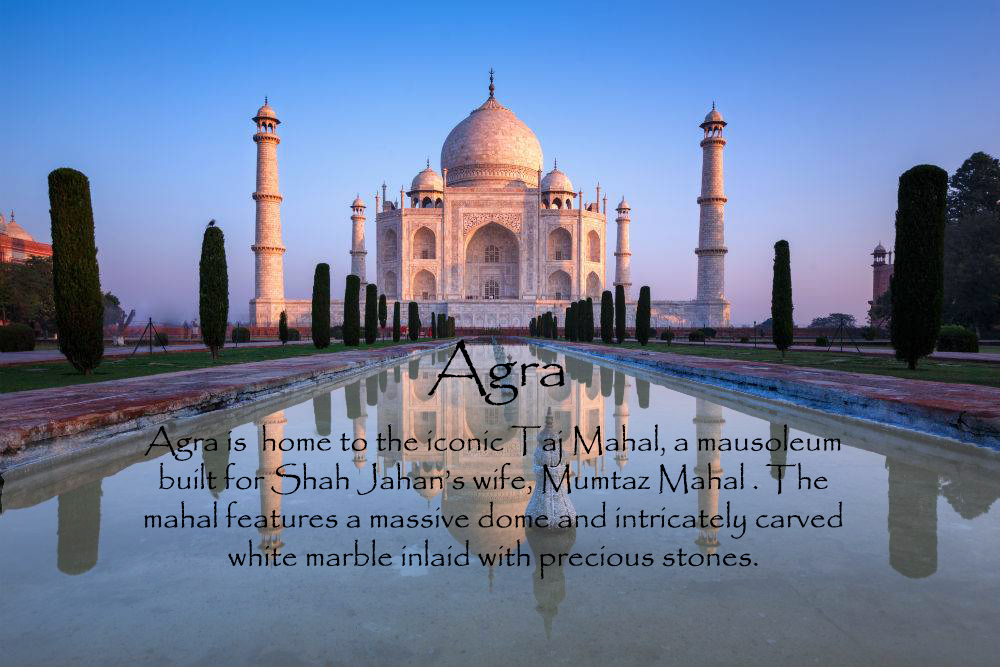 Agra
Agra is home to the iconic Taj Mahal, a mausoleum
built for Shah Jahan's wife, Mumtaz Mahal . The
mahal features a massive dome and intricately carved
white marble inlaid with precious stones.